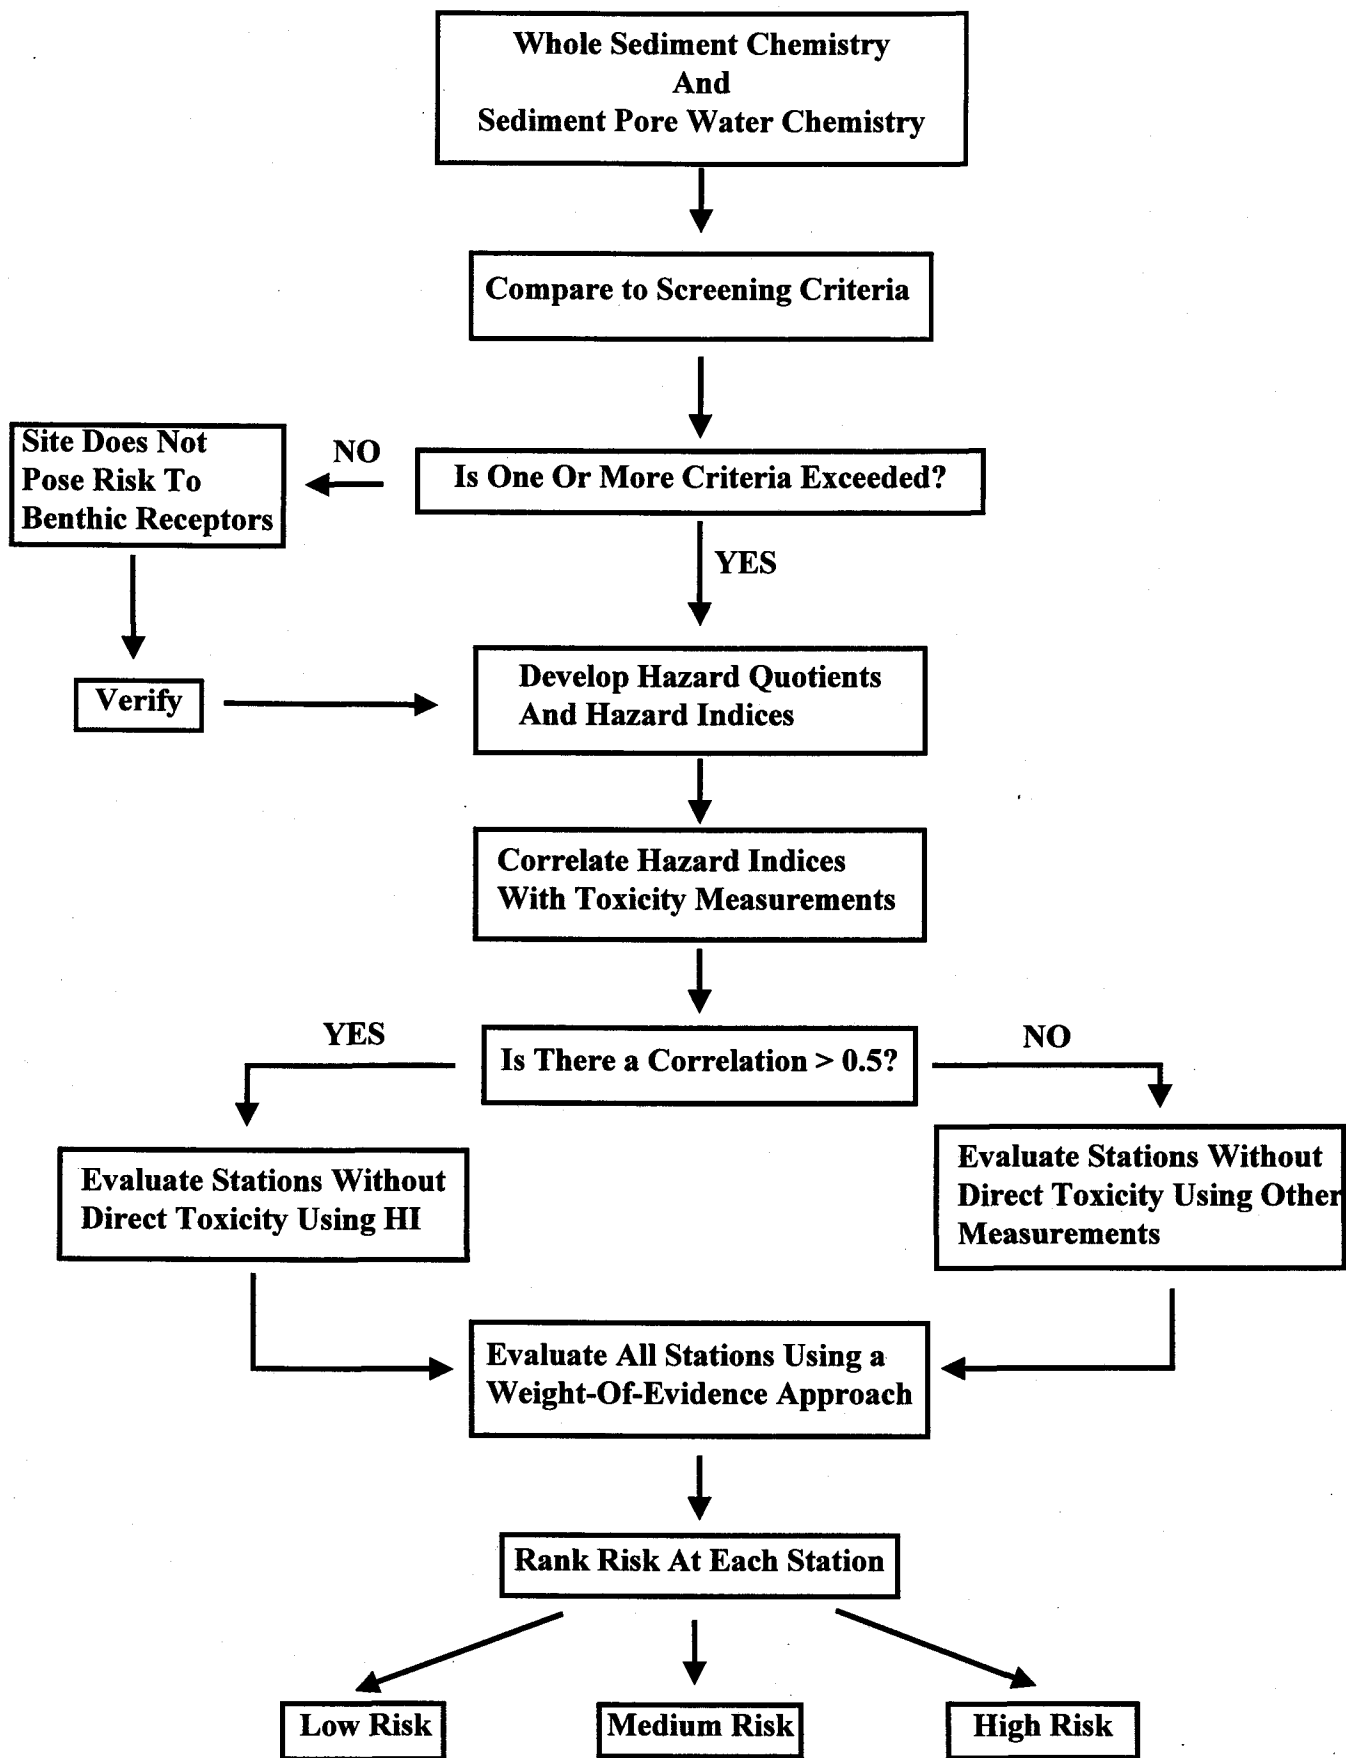 Whole Sediment Chemistry
And
Sediment Pore Water Chemistry
Compare to Screening Criteria
Site Does Not
Pose Risk To
Benthic Receptors
NO
Is One Or More Criteria Exceeded?
YES
Verify
Develop Hazard Quotients
And Hazard Indices
Correlate Hazard Indices
With Toxicity Measurements
YES
Is There a Correlation > 0.5?
NO
Evaluate Stations Without
Direct Toxicity Using HI
Evaluate Stations Without
Direct Toxicity Using Other
Measurements
Evaluate All Stations Using a
Weight-Of-Evidence Approach
Rank Risk At Each Station
Low Risk
Medium Risk
High Risk